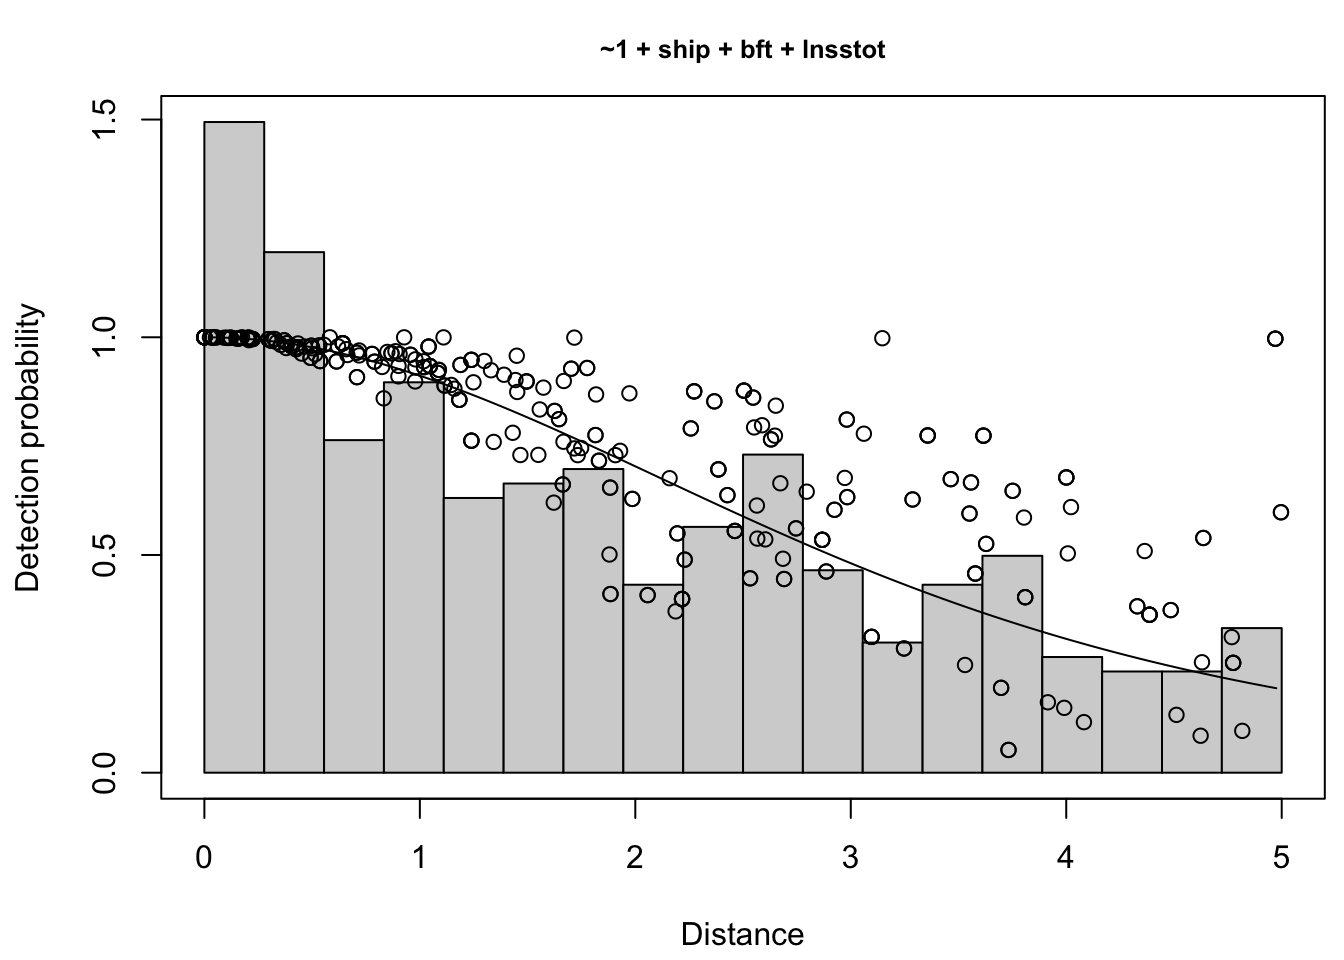 ~1 + ship + bft + lnsstot
Detection probability
1.5
1.0
0.5
0.0
0 1 2 3 4 5
Distance